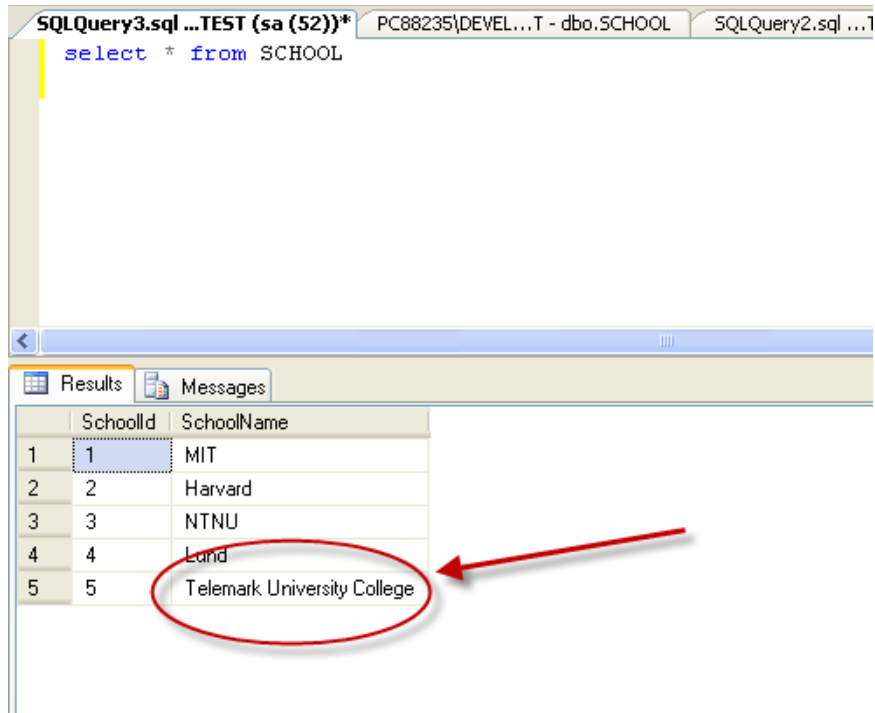 SQLQuery3.sql ...TEST (sa (52))* PC88235\DEVEL...T - dbo.SCHOOL SQLQuery2.sql ...T
select * from SCHOOL
Results Messages
SchoolId SchoolName
1 1 MIT
2 2 Harvard
3 3 NTNU
4 4 Lund
5 5 Telemark University College